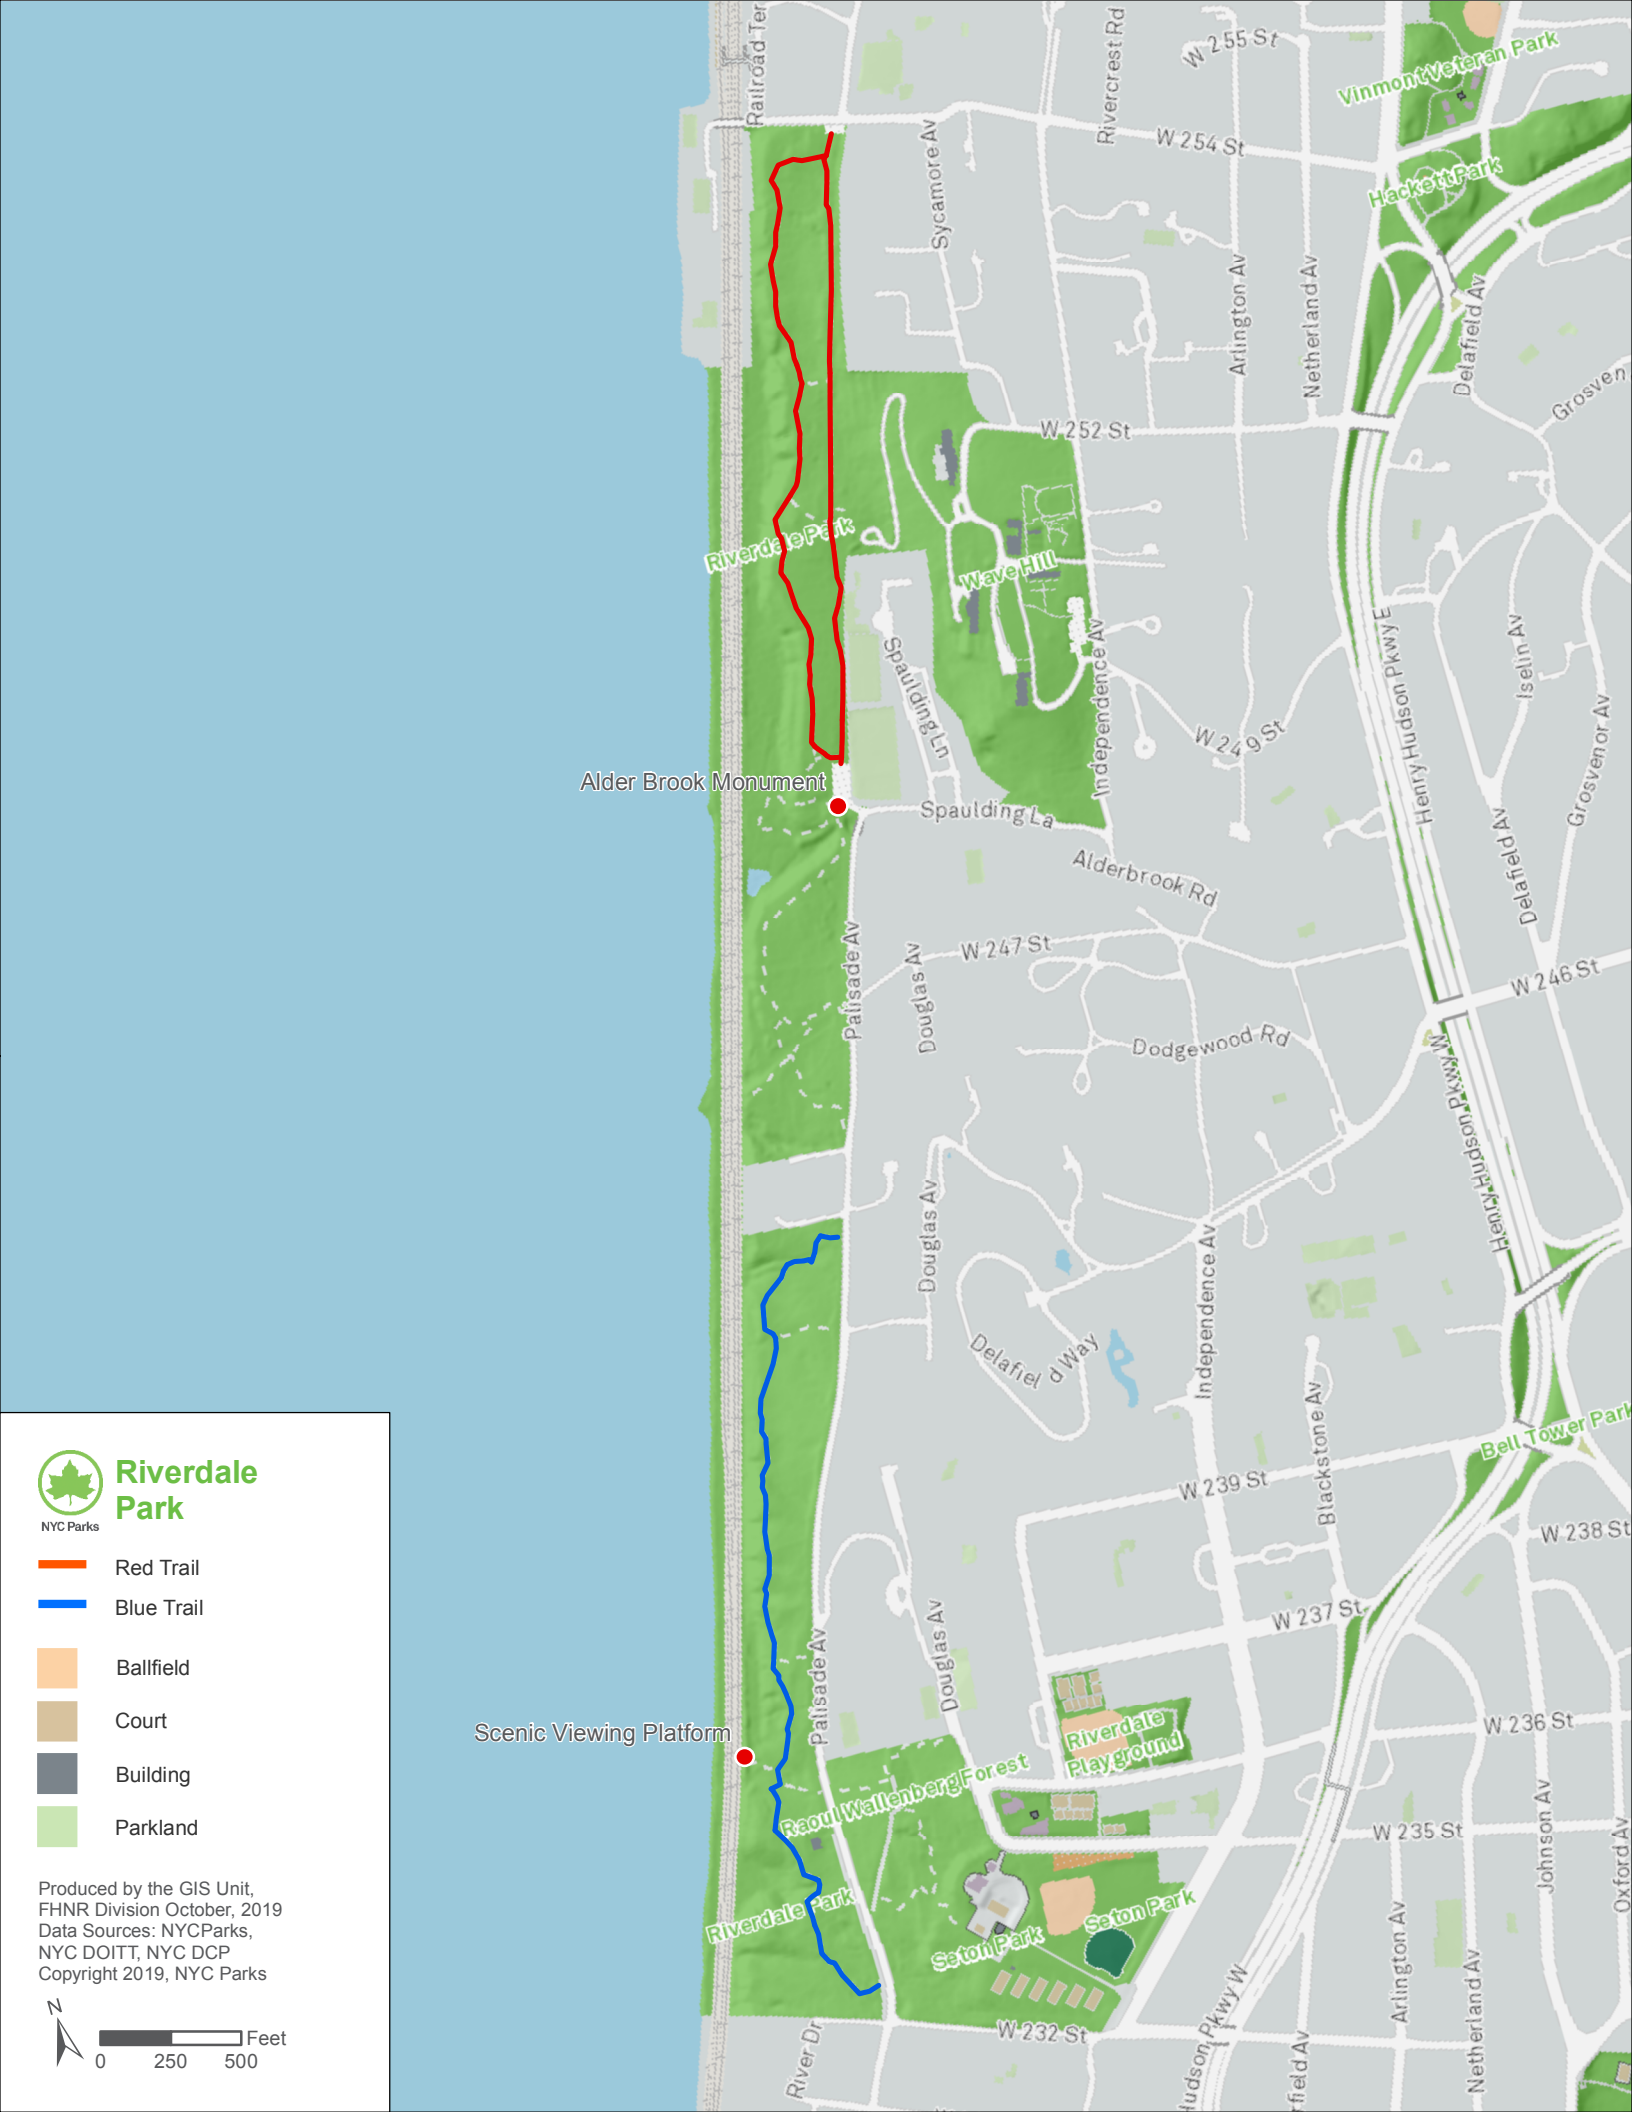 Railroad Ter
Rivercrest Rd
W 255 St
Vinmont Veteran Park
W 254 St
Sycamore Av
Hackett Park
Arlington Av
Netherland Av
Delafield Av
W 252 St
Riverdale Park
Wave Hill
Spaulding Ln
Independence Av
W 249 St
Henry Hudson Pkwy E
Iselin Av
Grosvenor Av
Alder Brook Monument
Spaulding La
Alderbrook Rd
Delafield Av
Palisade Av
Douglas Av
W 247 St
W 246 St
Dodgewood Rd
Henry Hudson Pkwy W
Douglas Av
Independence Av
Delafiel d Way
Blackstone Av
Bell Tower Park
W 239 St
W 238 St
W 237 St
Palisade Av
Douglas Av
Scenic Viewing Platform
Riverdale
Playground
W 236 St
Raoul Wallenberg Forest
W 235 St
Johnson Av
Oxford Av
Riverdale Park
Seton Park
Seton Park
Arlington Av
Netherland Av
W 232 St
River Dr
Hudson Pkwy W
rfield Av
Grosven
NYC Parks
Riverdale
Park
Red Trail
Blue Trail
Ballfield
Court
Building
Parkland
Produced by the GIS Unit,
FHNR Division October, 2019
Data Sources: NYCParks,
NYC DOITT, NYC DCP
Copyright 2019, NYC Parks
N
Feet
0 250 500